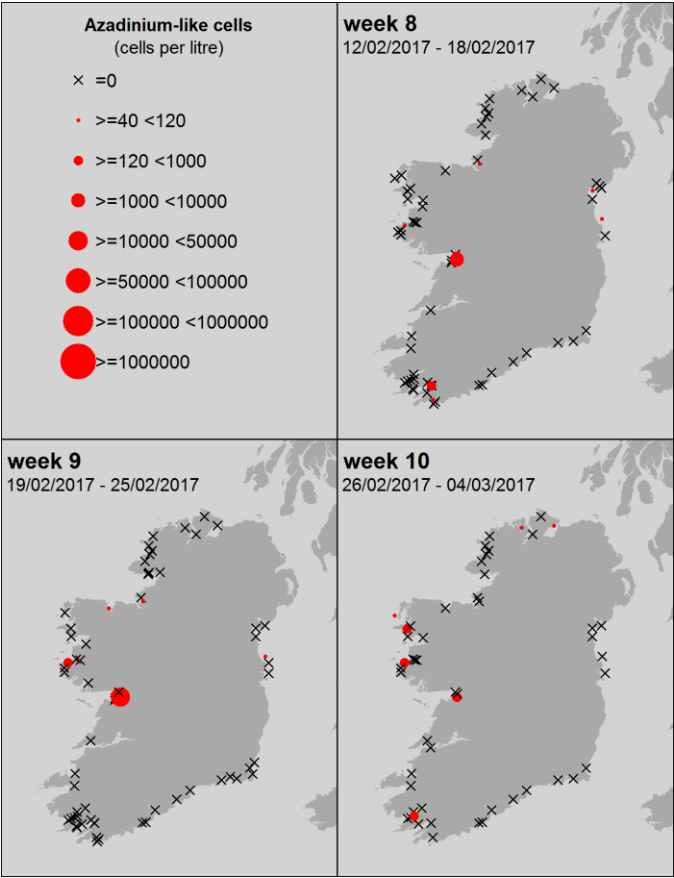 Azadinium-like cells
(cells per litre)
=0
>=40 <120
>=120 <1000
>=1000 <10000
>=10000 <50000
>=50000 <100000
>=100000 <1000000
>=1000000
week 8
12/02/2017 - 18/02/2017
week 9
19/02/2017 - 25/02/2017
week 10
26/02/2017 - 04/03/2017